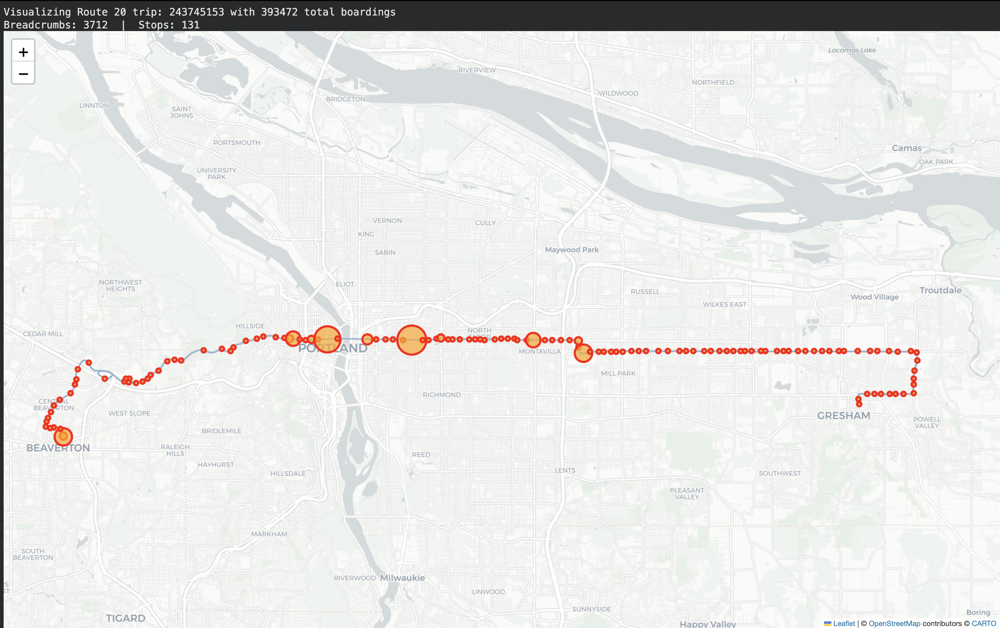 Visualizing Route 20 trip: 243745153 with 393472 total boardings
Breadcrumbs: 3712 | Stops: 131
+
−
Lacamas Lake
RIVERVIEW
NORTHFIELD
WILDWOOD
BRIDGETON
LINNTON
SAINT
JOHNS
PORTSMOUTH
Camas
OAK PARK
UNIVERSITY
PARK
VERNON
CULLY
KING
SABIN
Maywood Park
NORTHWEST
HEIGHTS
ELIOT
RUSSELL
Troutdale
Wood Village
WILKES EAST
HILLSIDE
CEDAR MILL
NORTH
TABOR
PORTLAND
MONTAVILLA
MILL PARK
RICHMOND
CENTRAL
BEAVERTON
WEST SLOPE
GRESHAM
POWELL
VALLEY
BRIDLEMILE
BEAVERTON
RALEIGH
HILLS
REED
HAYHURST
HILLSDALE
LENTS
SOUTHWEST
PLEASANT
VALLEY
MARKHAM
SOUTH
BEAVERTON
RIVERWOOD
Milwaukie
LINWOOD
SUNNYSIDE
Boring
TIGARD
Happy Valley
Leaflet | © OpenStreetMap contributors © CARTO